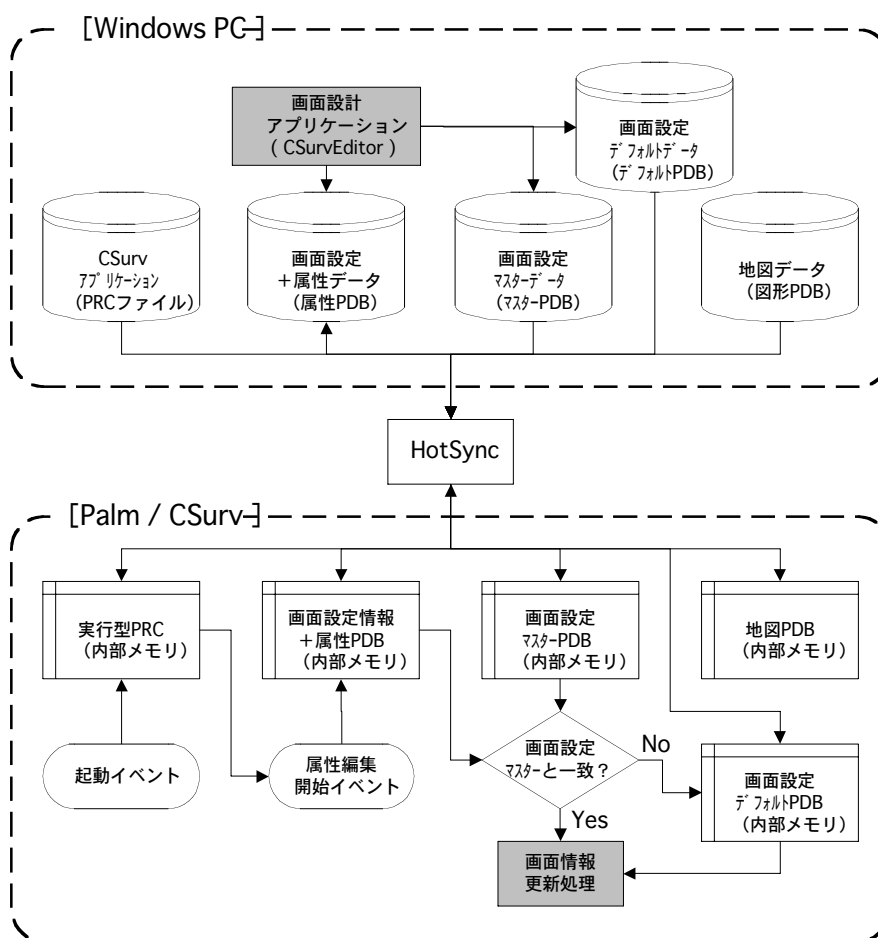 [Windows PC]
画面設計
アプリケーション
( CSurvEditor )
画面設定
ﾃﾞﾌｫﾙﾄﾃﾞｰﾀ
(ﾃﾞﾌｫﾙﾄPDB)
CSurv
ｱﾌﾟﾘｹｰｼｮﾝ
(PRCファイル)
画面設定
＋属性データ
(属性PDB)
画面設定
ﾏｽﾀｰﾃﾞｰﾀ
(ﾏｽﾀｰPDB)
地図データ
(図形PDB)
HotSync
[Palm / CSurv]
実行型PRC
(内部メモリ)
画面設定情報
＋属性PDB
(内部メモリ)
画面設定
ﾏｽﾀｰPDB
(内部メモリ)
地図PDB
(内部メモリ)
起動イベント
属性編集
開始イベント
画面設定
ﾏｽﾀｰと一致？
No
画面設定
ﾃﾞﾌｫﾙﾄPDB
(内部メモリ)
Yes
画面情報
更新処理